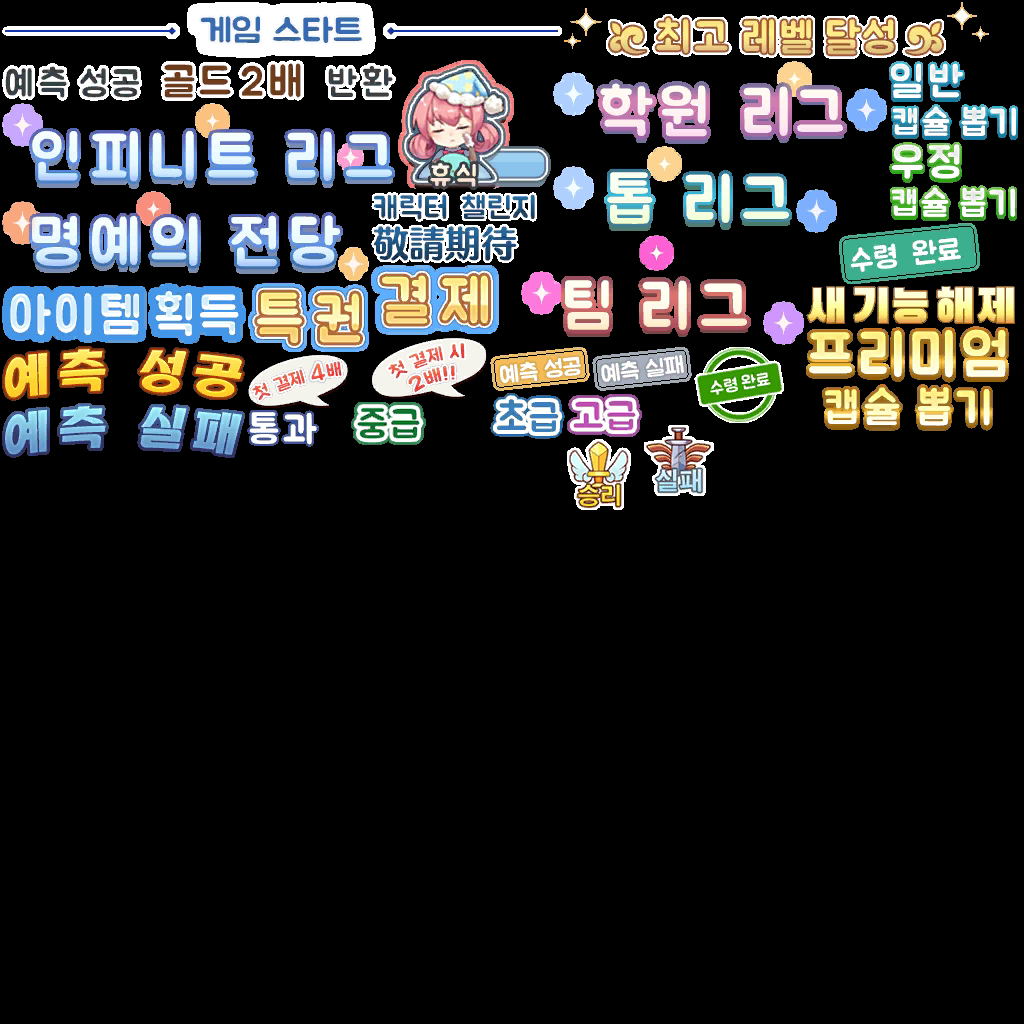 게임 스타트
최고 레벨 달성
예측 성공 골드 2배 반환
인피니트 리그
휴식
학원 리그
일반
캡슐 뽑기
우정
캡슐 뽑기
톱 리그
캐릭터 챌린지
敬請期待
명예의 전당
수령 완료
아이템 획득
특권
결제
팀 리그
새 기능 해제
프리미엄
캡슐 뽑기
예측 성공
첫 결제 4배
첫 결제 시
2배!!
예측 성공
예측 실패
수령 완료
예측 실패
통과
중급
초급
고급
승리
실패